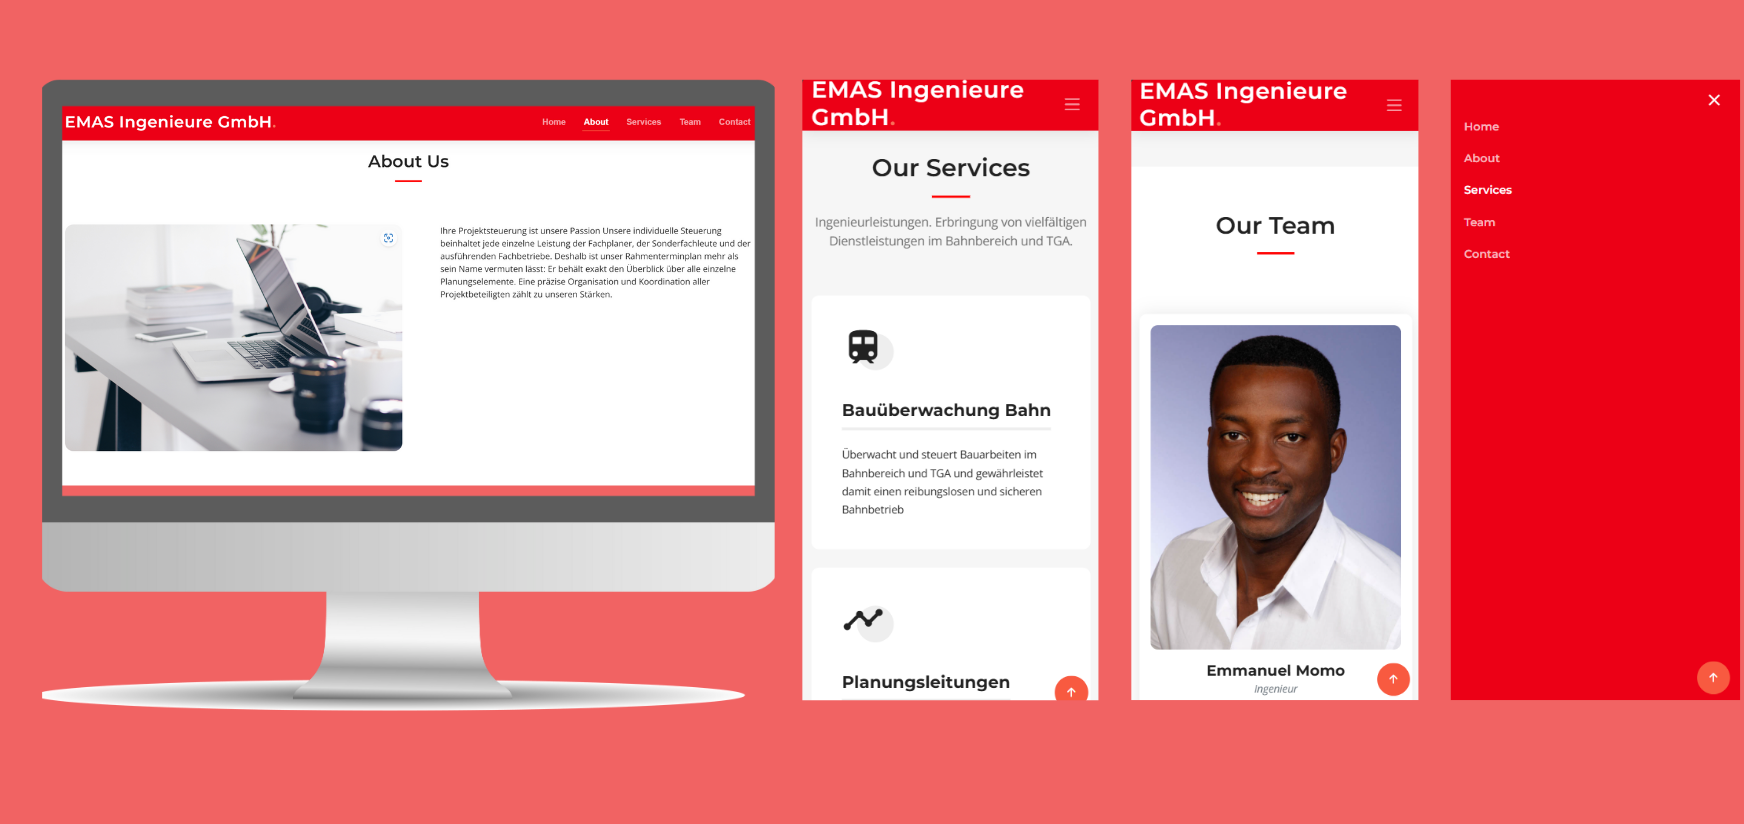 EMAS Ingenieure GmbH.
Home About Services Team Contact
About Us
Ihre Projektsteuerung ist unsere Passion Unsere individuelle Steuerung
beinhaltet jede einzelne Leistung der Fachplaner, der Sonderfachleute und der
ausführenden Fachbetriebe. Deshalb ist unser Rahmenterminplan mehr als
sein Name vermuten lässt: Er behält exakt den Überblick über alle einzelne
Planungselemente. Eine präzise Organisation und Koordination aller
Projektbeteiligten zählt zu unseren Stärken.
EMAS Ingenieure
GmbH.
Our Services
Ingenieurleistungen. Erbringung von vielfältigen
Dienstleistungen im Bahnbereich und TGA.
Bauüberwachung Bahn
Überwacht und steuert Bauarbeiten im
Bahnbereich und TGA und gewährleistet
damit einen reibungslosen und sicheren
Bahnbetrieb
Planungsleitungen
EMAS Ingenieure
GmbH.
Our Team
Emmanuel Momo
Ingenieur
Home
About
Services
Team
Contact